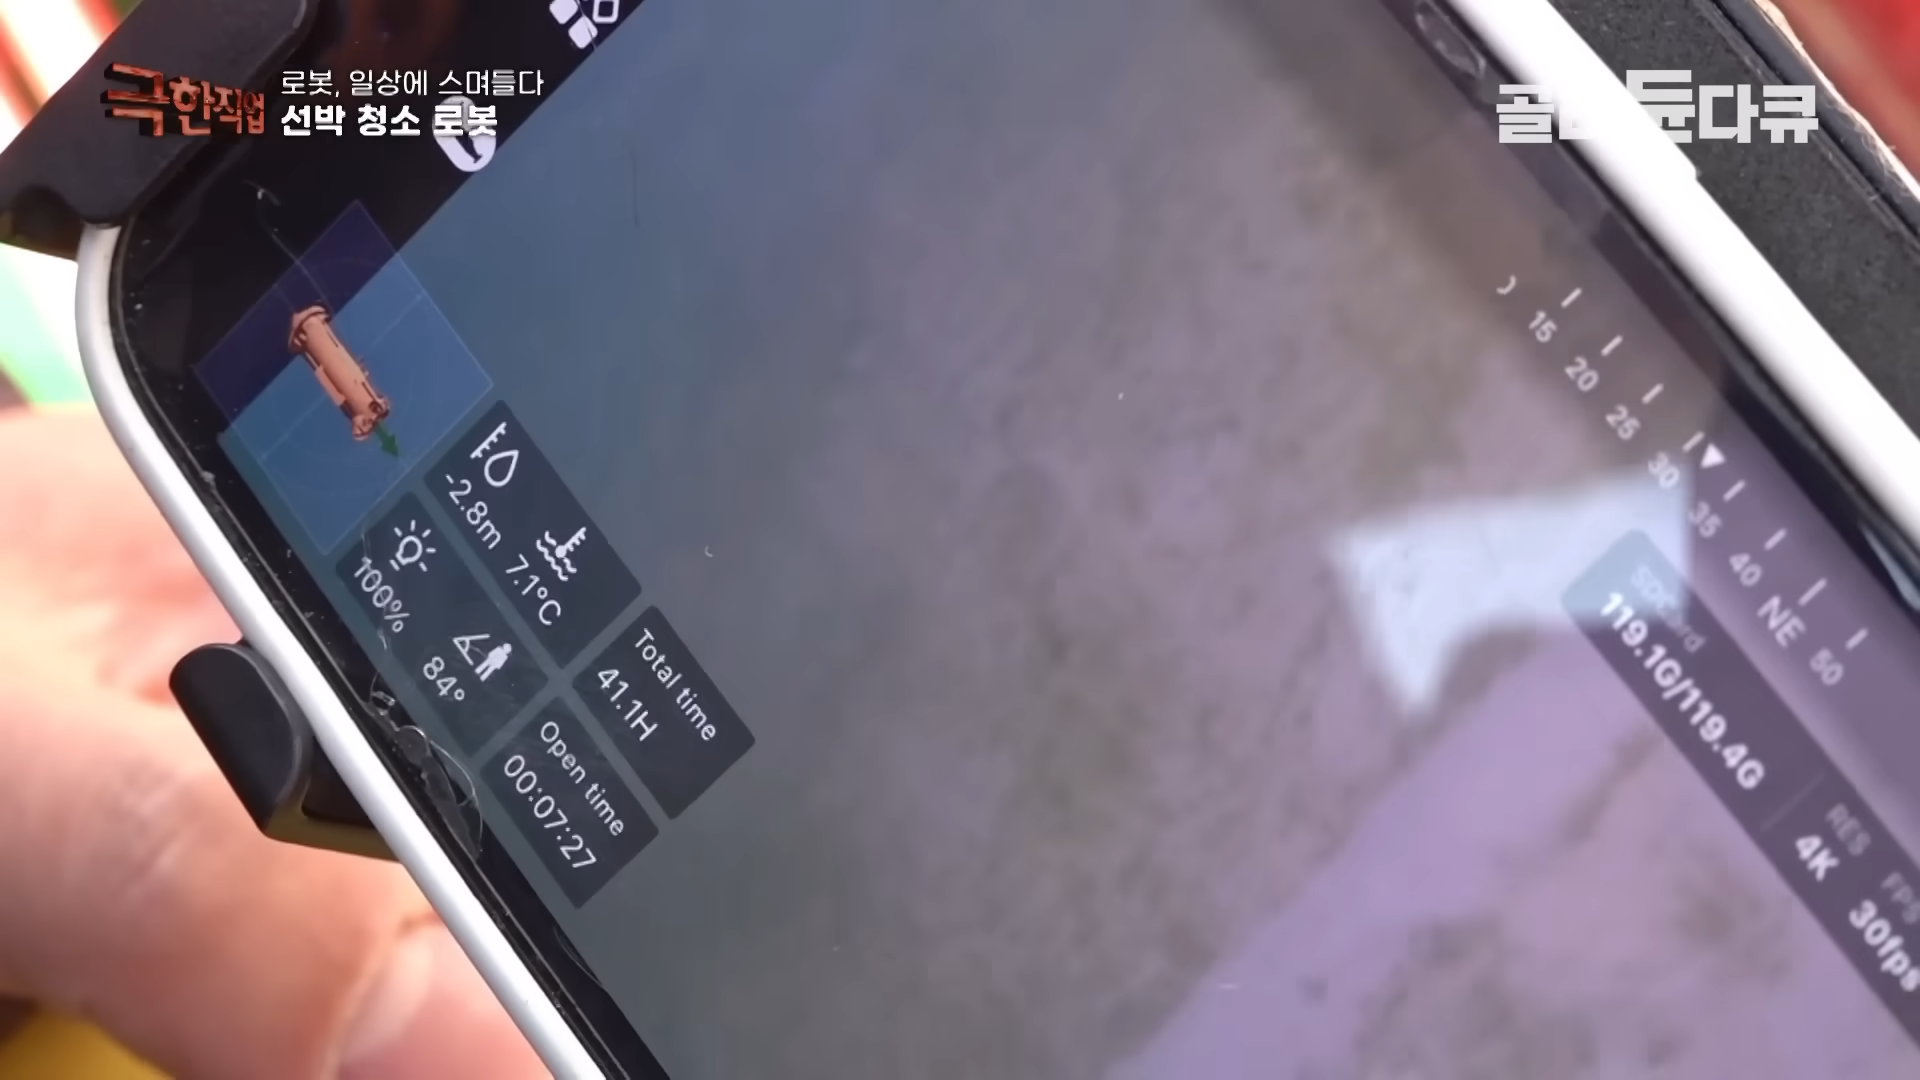 극한직업
로봇, 일상에 스며들다
선박 청소 로봇
다큐
-2.8m
7.1°C
100%
84°
Total time
41.1H
Open time
00:07:27
15
20
25
30
35
40
NE
50
119.1G/119.4G
RES
4K
FPS
30fps